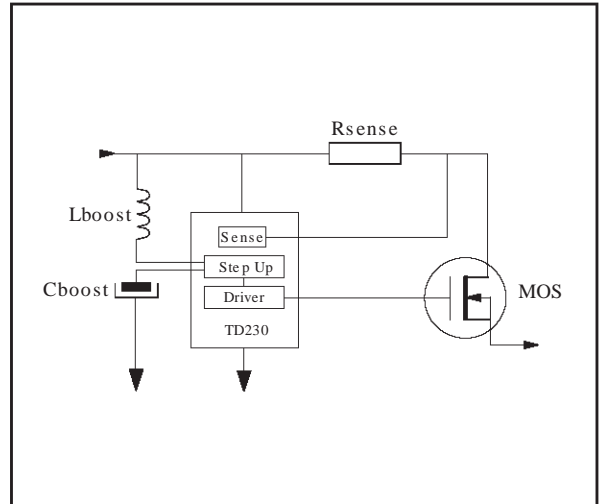 Rsense
Lboost
Sense
Step Up
Cboost
Driver
MOS
TD230